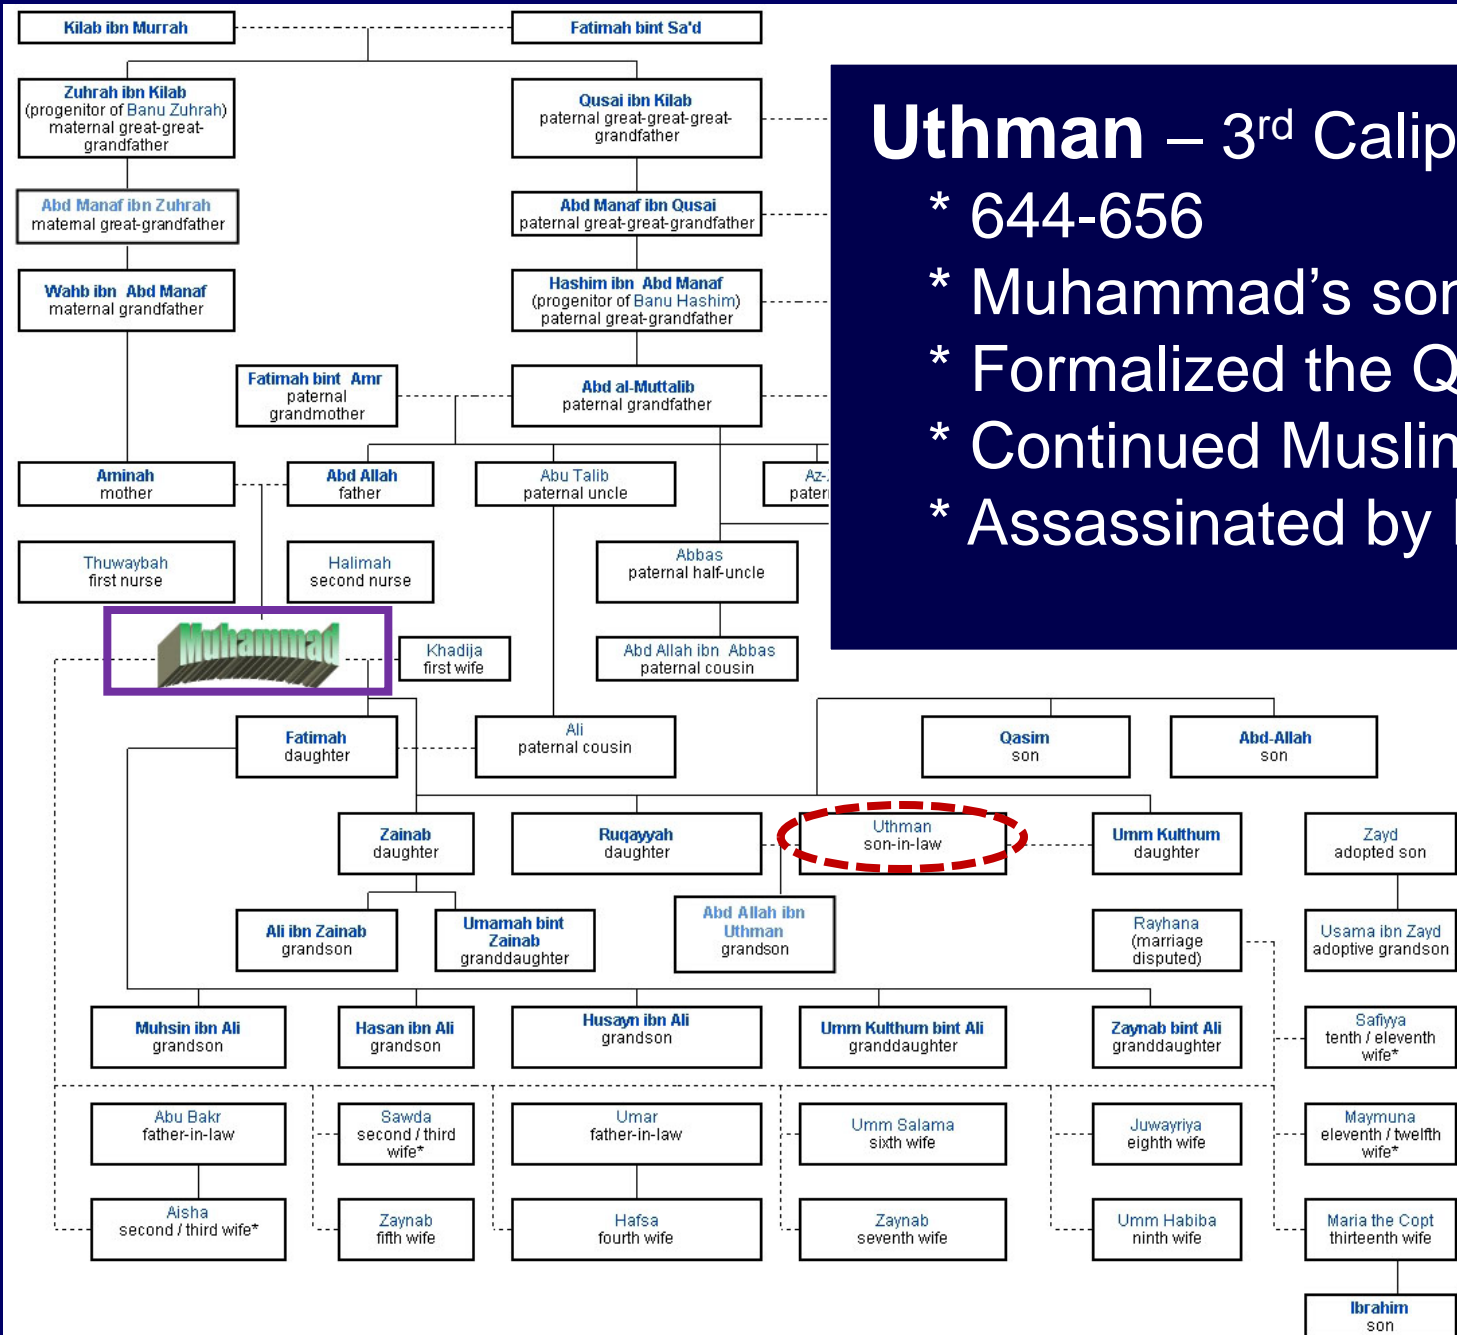 Kilab ibn Murrah
Fatimah bint Sa'd
Zuhrah ibn Kilab
(progenitor of Banu Zuhrah)
maternal great-great-
grandfather
Qusai ibn Kilab
paternal great-great-great-
grandfather
Uthman – 3rd Calip
* 644-656
* Muhammad's son
* Formalized the Q
* Continued Muslim
* Assassinated by
Abd Manaf ibn Zuhrah
maternal great-grandfather
Abd Manaf ibn Qusai
paternal great-great-grandfather
Wahb ibn Abd Manaf
maternal grandfather
Hashim ibn Abd Manaf
(progenitor of Banu Hashim)
paternal great-grandfather
Fatimah bint Amr
paternal
grandmother
Abd al-Muttalib
paternal grandfather
Aminah
mother
Abd Allah
father
Abu Talib
paternal uncle
Az-
pater
Thuwaybah
first nurse
Halimah
second nurse
Abbas
paternal half-uncle
Muhammad
Khadija
first wife
Abd Allah ibn Abbas
paternal cousin
Fatimah
daughter
Ali
paternal cousin
Qasim
son
Abd-Allah
son
Zainab
daughter
Ruqayyah
daughter
Uthman
son-in-law
Umm Kulthum
daughter
Zayd
adopted son
Ali ibn Zainab
grandson
Umamah bint
Zainab
granddaughter
Abd Allah ibn
Uthman
grandson
Rayhana
(marriage
disputed)
Usama ibn Zayd
adoptive grandson
Muhsin ibn Ali
grandson
Hasan ibn Ali
grandson
Husayn ibn Ali
grandson
Umm Kulthum bint Ali
granddaughter
Zaynab bint Ali
granddaughter
Safiyya
tenth / eleventh
wife*
Abu Bakr
father-in-law
Sawda
second / third
wife*
Umar
father-in-law
Umm Salama
sixth wife
Juwayriya
eighth wife
Maymuna
eleventh / twelfth
wife*
Aisha
second / third wife*
Zaynab
fifth wife
Hafsa
fourth wife
Zaynab
seventh wife
Umm Habiba
ninth wife
Maria the Copt
thirteenth wife
Ibrahim
son